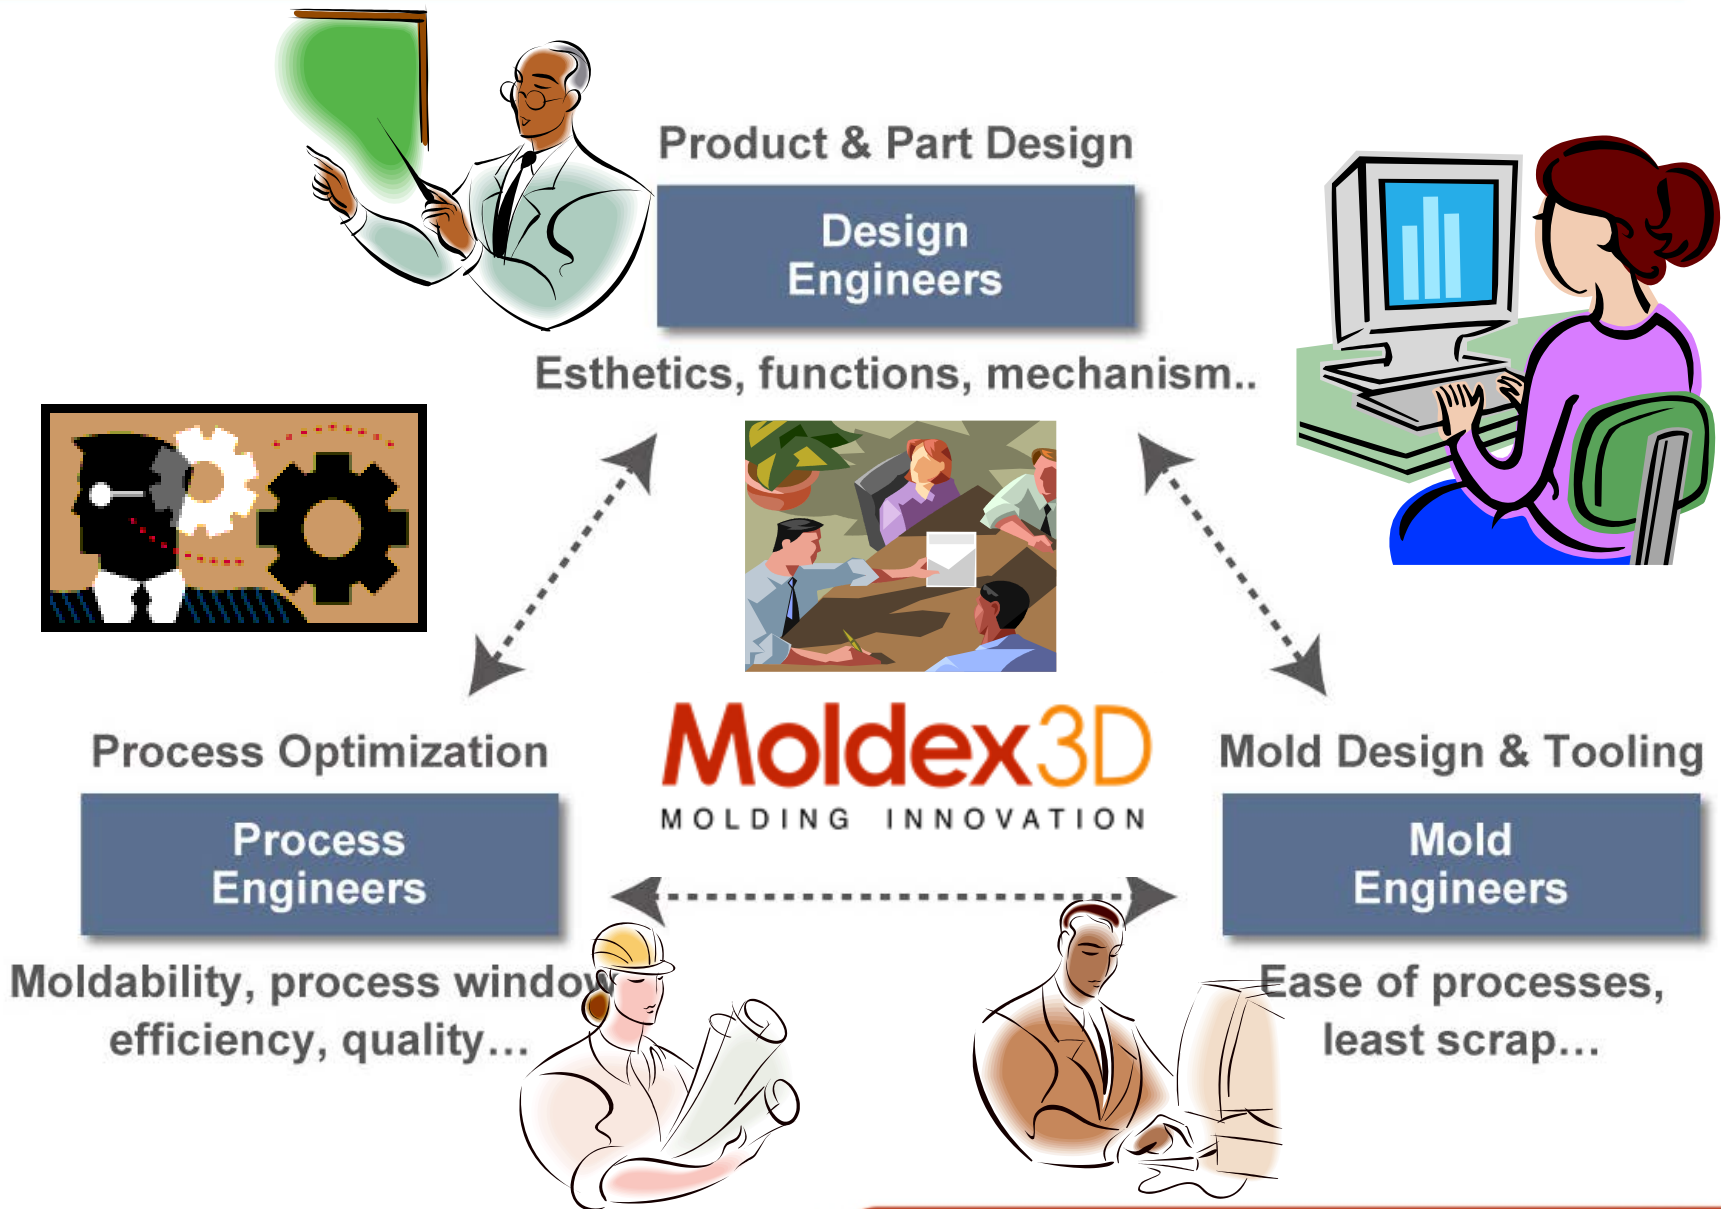 Product & Part Design
Design
Engineers
Esthetics, functions, mechanism..
Process Optimization
Process
Engineers
Moldability, process window
efficiency, quality…
Moldex3D
MOLDING INNOVATION
Mold Design & Tooling
Mold
Engineers
Ease of processes,
least scrap…